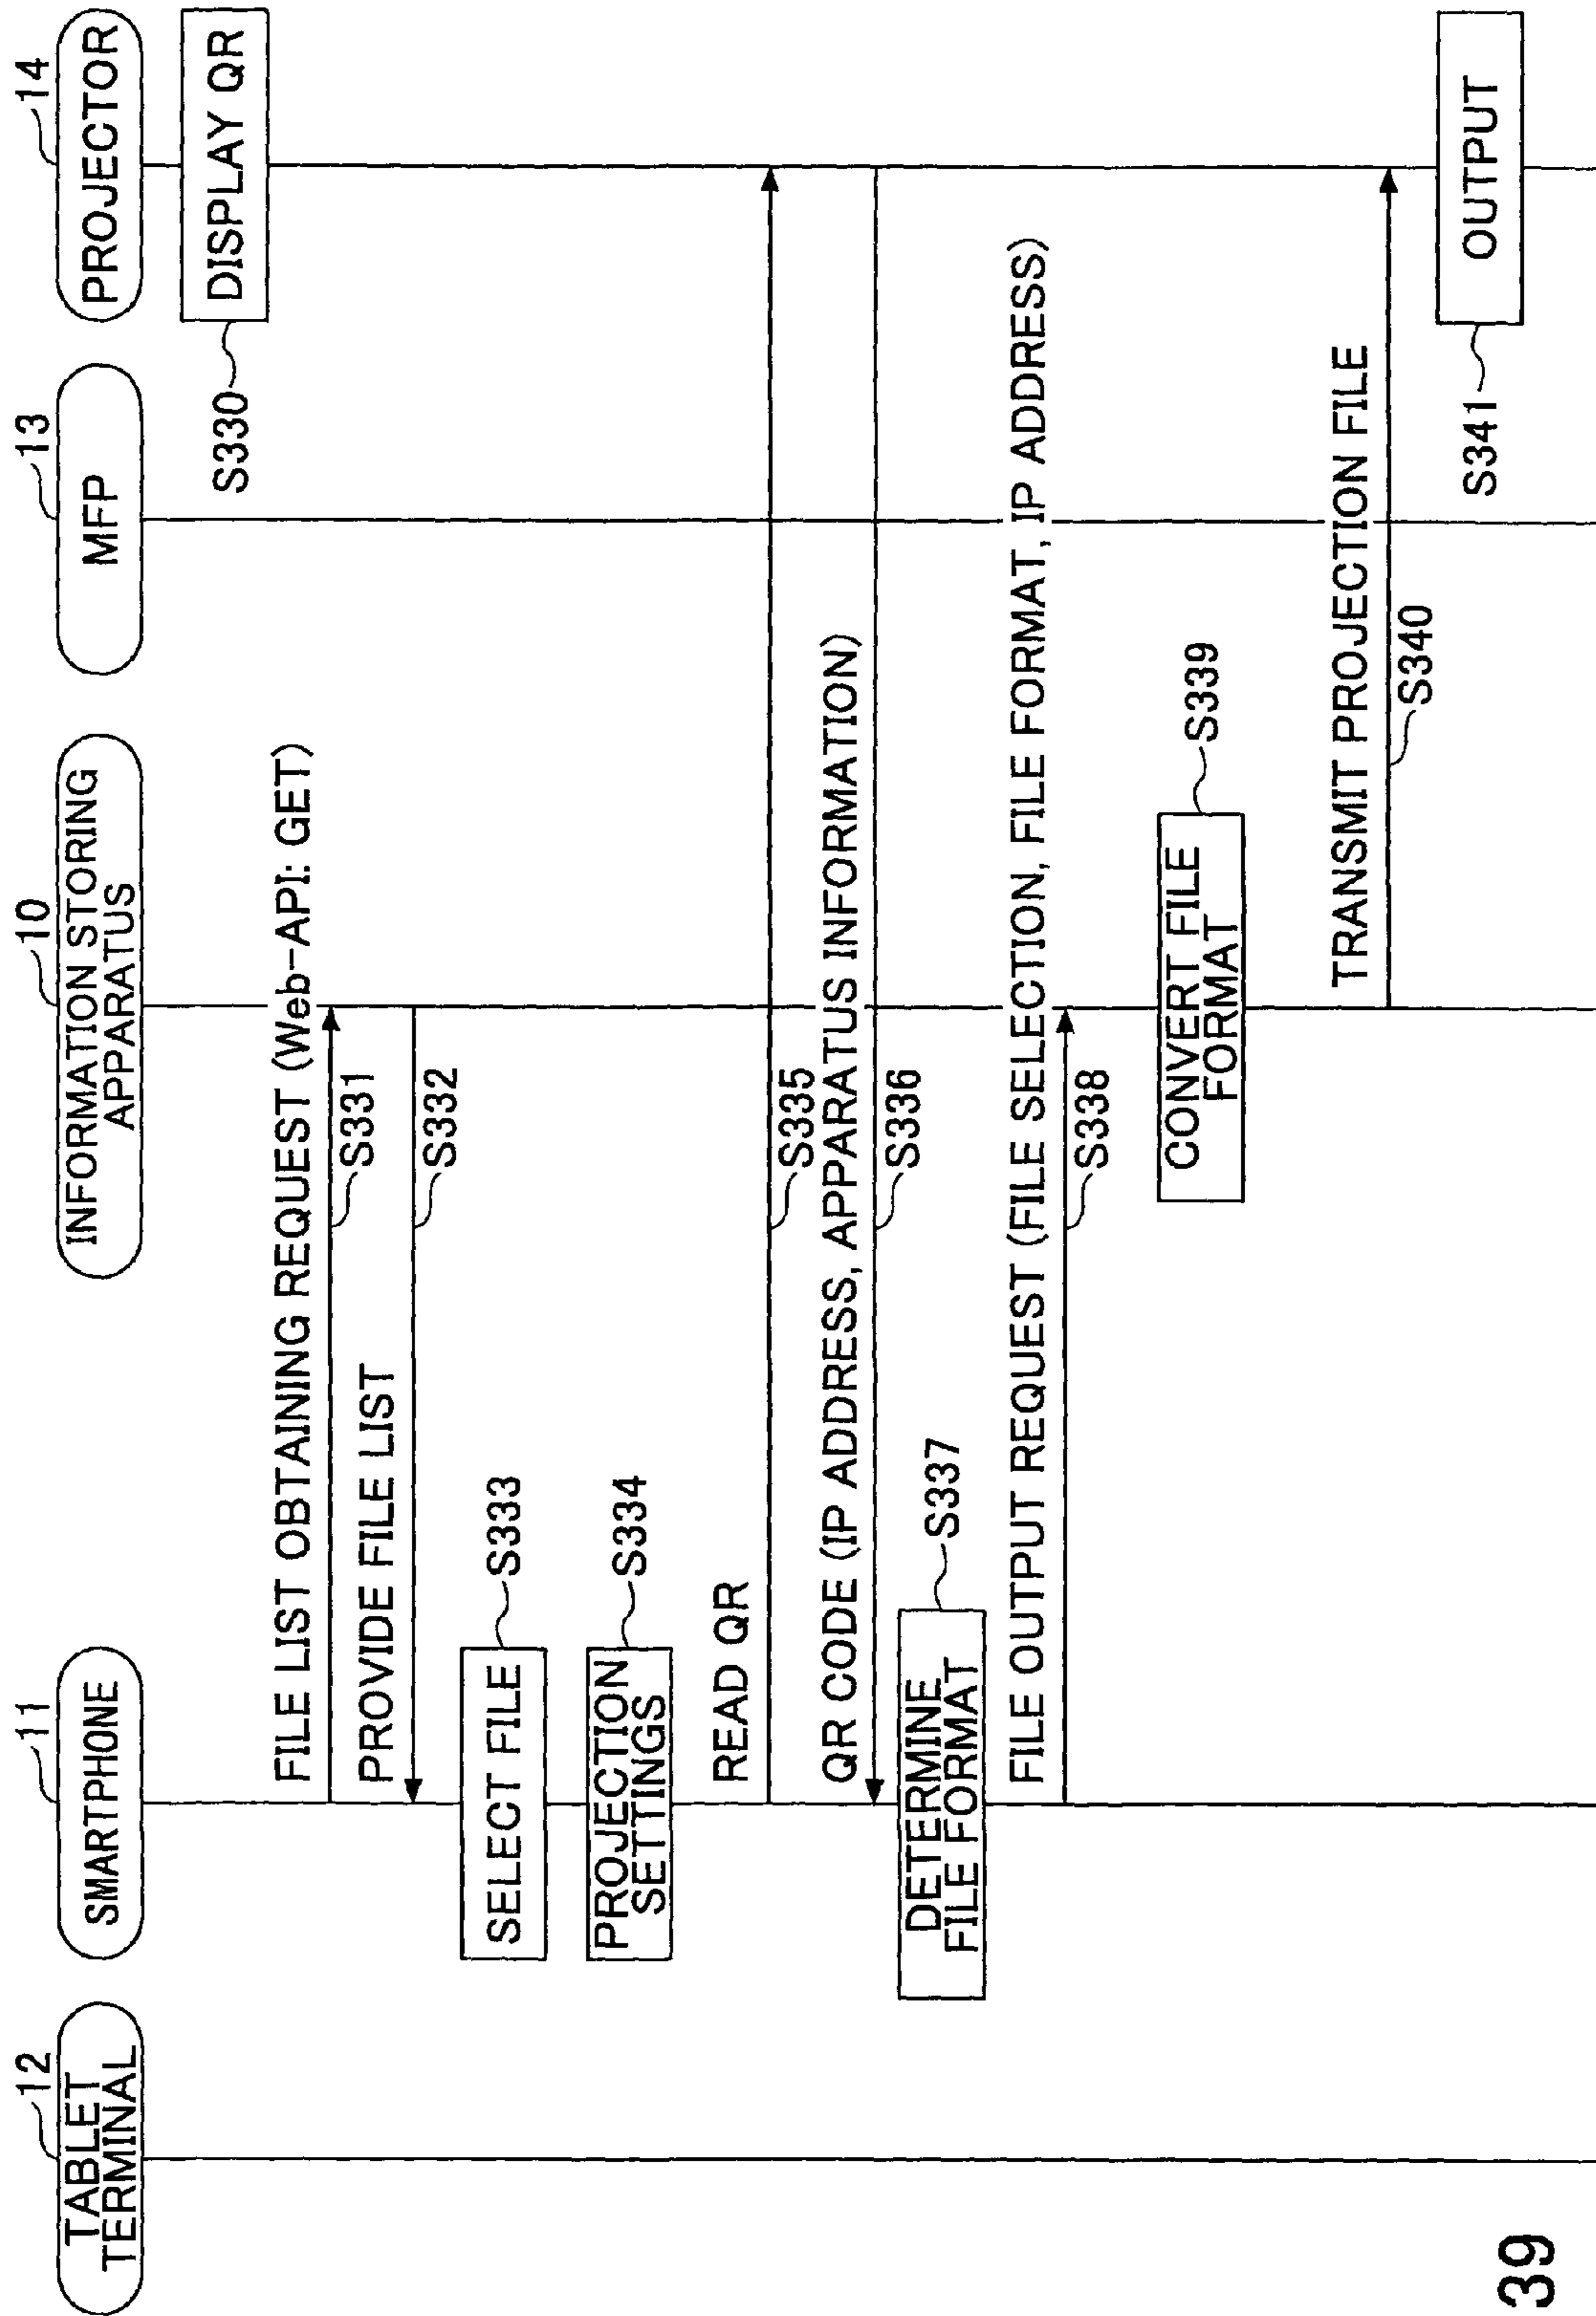 12
TABLET
TERMINAL
11
SMARTPHONE
10
INFORMATION STORING
APPARATUS
13
MFP
14
PROJECTOR
DISPLAY QR
S330
FILE LIST OBTAINING REQUEST (Web-API: GET)
S331
PROVIDE FILE LIST
S332
SELECT FILE
S333
PROJECTION
SETTINGS
S334
READ QR
S335
QR CODE (IP ADDRESS, APPARATUS INFORMATION)
S336
DETERMINE
FILE FORMAT
S337
FILE OUTPUT REQUEST (FILE SELECTION, FILE FORMAT, IP ADDRESS)
S338
CONVERT FILE
FORMAT
S339
TRANSMIT PROJECTION FILE
S340
OUTPUT
S341
39